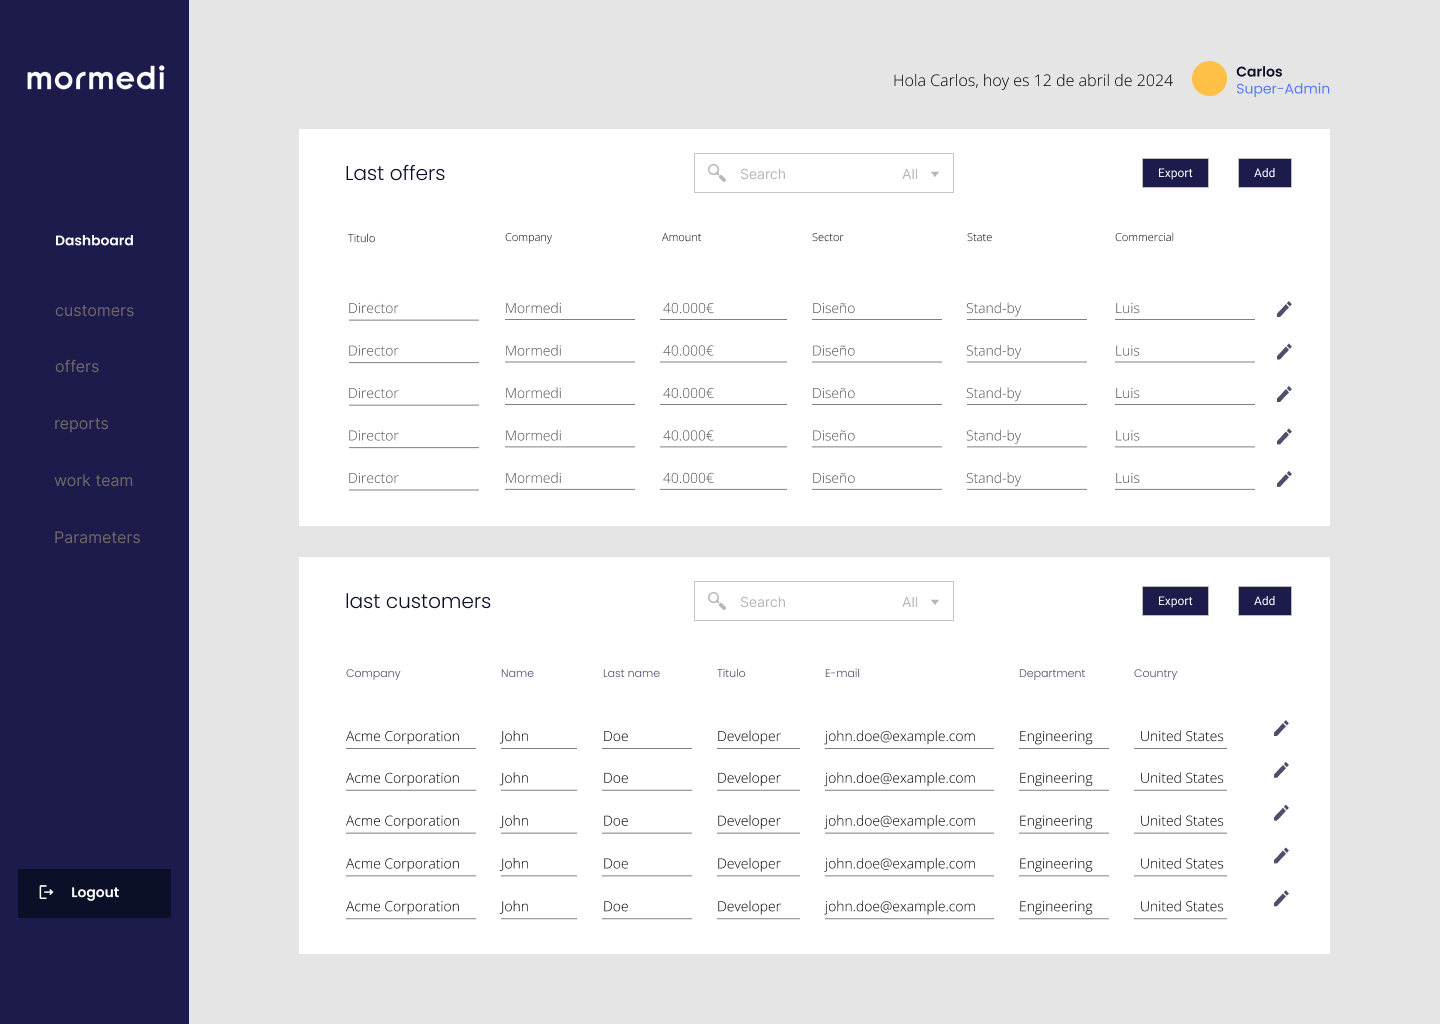 mormedi
Hola Carlos, hoy es 12 de abril de 2024
Carlos
Super-Admin
Dashboard
customers
offers
reports
work team
Parameters
Logout
Last offers
Search All
Export Add
Titulo Company Amount Sector State Commercial
Director Mormedi 40.000€ Diseño Stand-by Luis
Director Mormedi 40.000€ Diseño Stand-by Luis
Director Mormedi 40.000€ Diseño Stand-by Luis
Director Mormedi 40.000€ Diseño Stand-by Luis
Director Mormedi 40.000€ Diseño Stand-by Luis
last customers
Search All
Export Add
Company Name Last name Titulo E-mail Department Country
Acme Corporation John Doe Developer john.doe@example.com Engineering United States
Acme Corporation John Doe Developer john.doe@example.com Engineering United States
Acme Corporation John Doe Developer john.doe@example.com Engineering United States
Acme Corporation John Doe Developer john.doe@example.com Engineering United States
Acme Corporation John Doe Developer john.doe@example.com Engineering United States